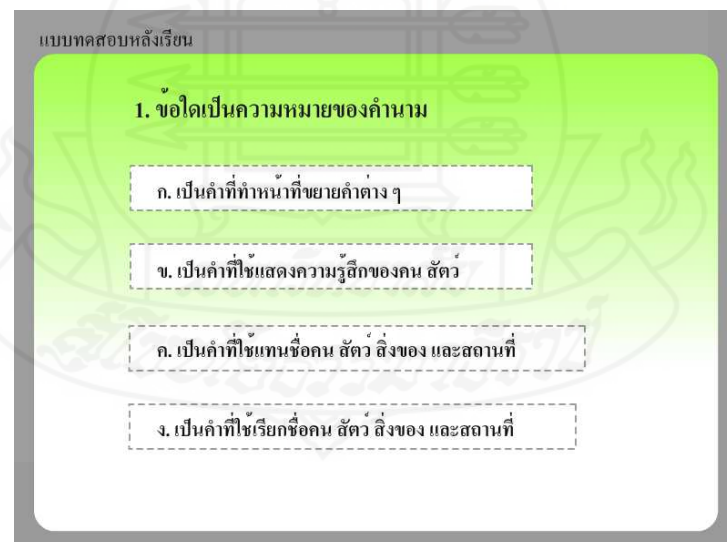 แบบทดสอบหลังเรียน
1. ข้อใดเป็นความหมายของคำนาม
ก. เป็นคำที่ทำหน้าที่ขยายคำต่าง ๆ
ข. เป็นคำที่ใช้แสดงความรู้สึกของคน สัตว์
ค. เป็นคำที่ใช้แทนชื่อคน สัตว์ สิ่งของ และสถานที่
ง. เป็นคำที่ใช้เรียกชื่อคน สัตว์ สิ่งของ และสถานที่